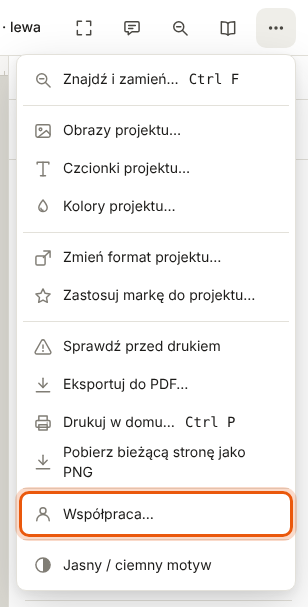 · lewa
Znajdź i zamień... Ctrl F
Obrazy projektu...
Czcionki projektu...
Kolory projektu...
Zmień format projektu...
Zastosuj markę do projektu...
Sprawdź przed drukiem
Eksportuj do PDF...
Drukuj w domu... Ctrl P
Pobierz bieżącą stronę jako
PNG
Współpraca...
Jasny / ciemny motyw